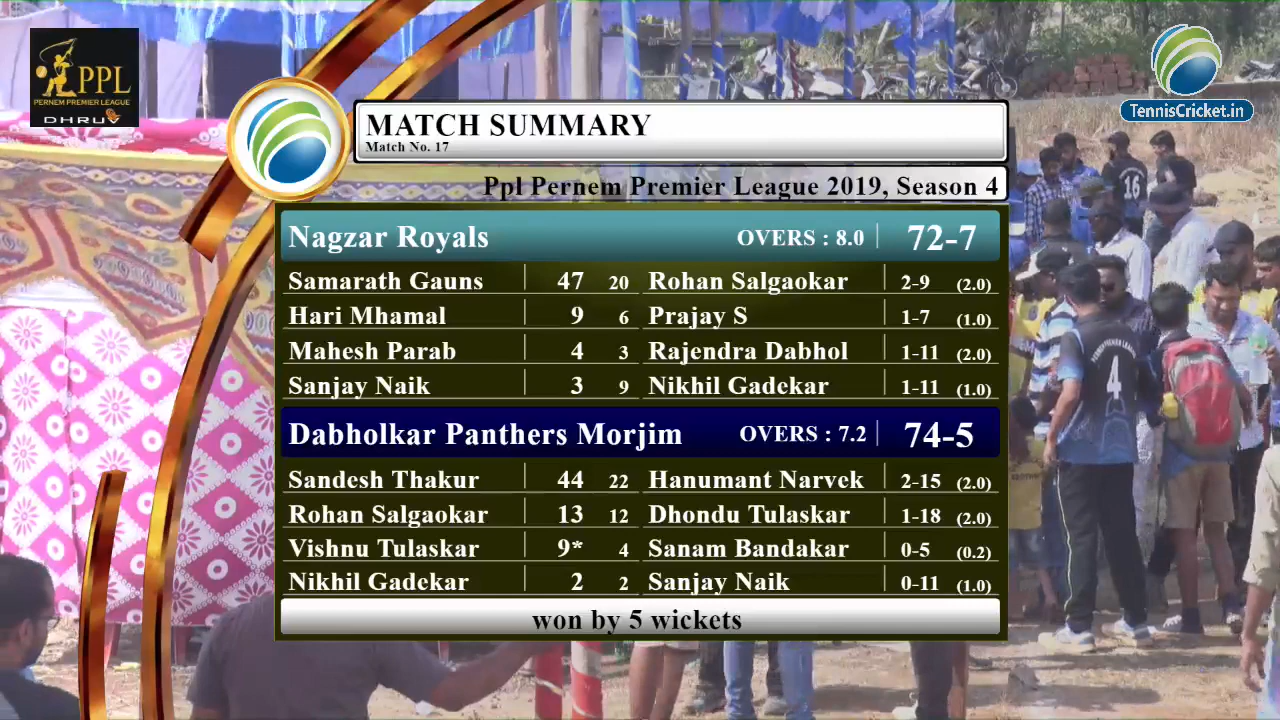 PPL
PERNEM PREMIER LEAGUE
DHRUV
TennisCricket.in
MATCH SUMMARY
Match No. 17
Ppl Pernem Premier League 2019, Season 4
Nagzar Royals OVERS : 8.0 72-7
Samarath Gauns 47 20 Rohan Salgaokar 2-9 (2.0)
Hari Mhamal 9 6 Prajay S 1-7 (1.0)
Mahesh Parab 4 3 Rajendra Dabhol 1-11 (2.0)
Sanjay Naik 3 9 Nikhil Gadekar 1-11 (1.0)
Dabholkar Panthers Morjim OVERS : 7.2 74-5
Sandesh Thakur 44 22 Hanumant Narvek 2-15 (2.0)
Rohan Salgaokar 13 12 Dhondu Tulaskar 1-18 (2.0)
Vishnu Tulaskar 9* 4 Sanam Bandakar 0-5 (0.2)
Nikhil Gadekar 2 2 Sanjay Naik 0-11 (1.0)
won by 5 wickets
16
PERNEM PREMIER LEAGUE
4